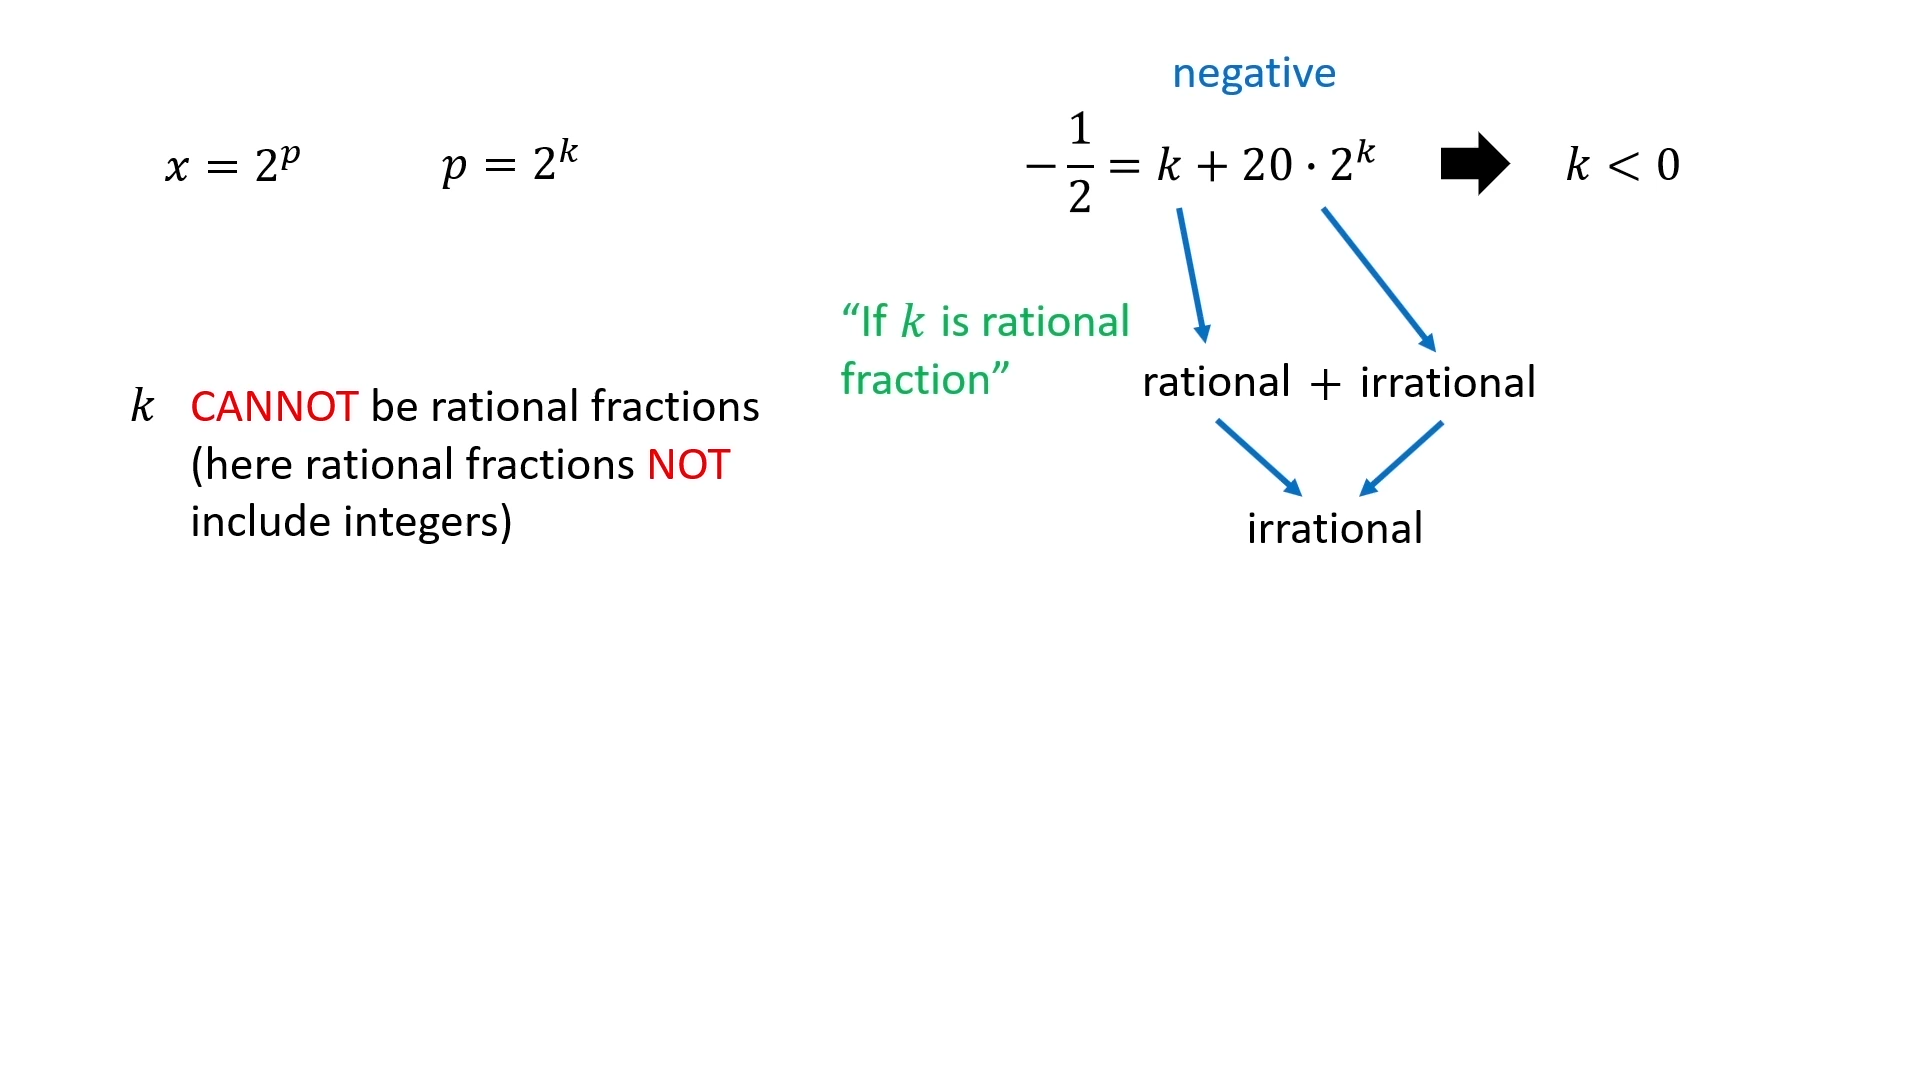 negative
x = 2^p
p = 2^k
-1/2 = k + 20 · 2^k
k < 0
“If k is rational
fraction”
rational + irrational
irrational
k CANNOT be rational fractions
(here rational fractions NOT
include integers)